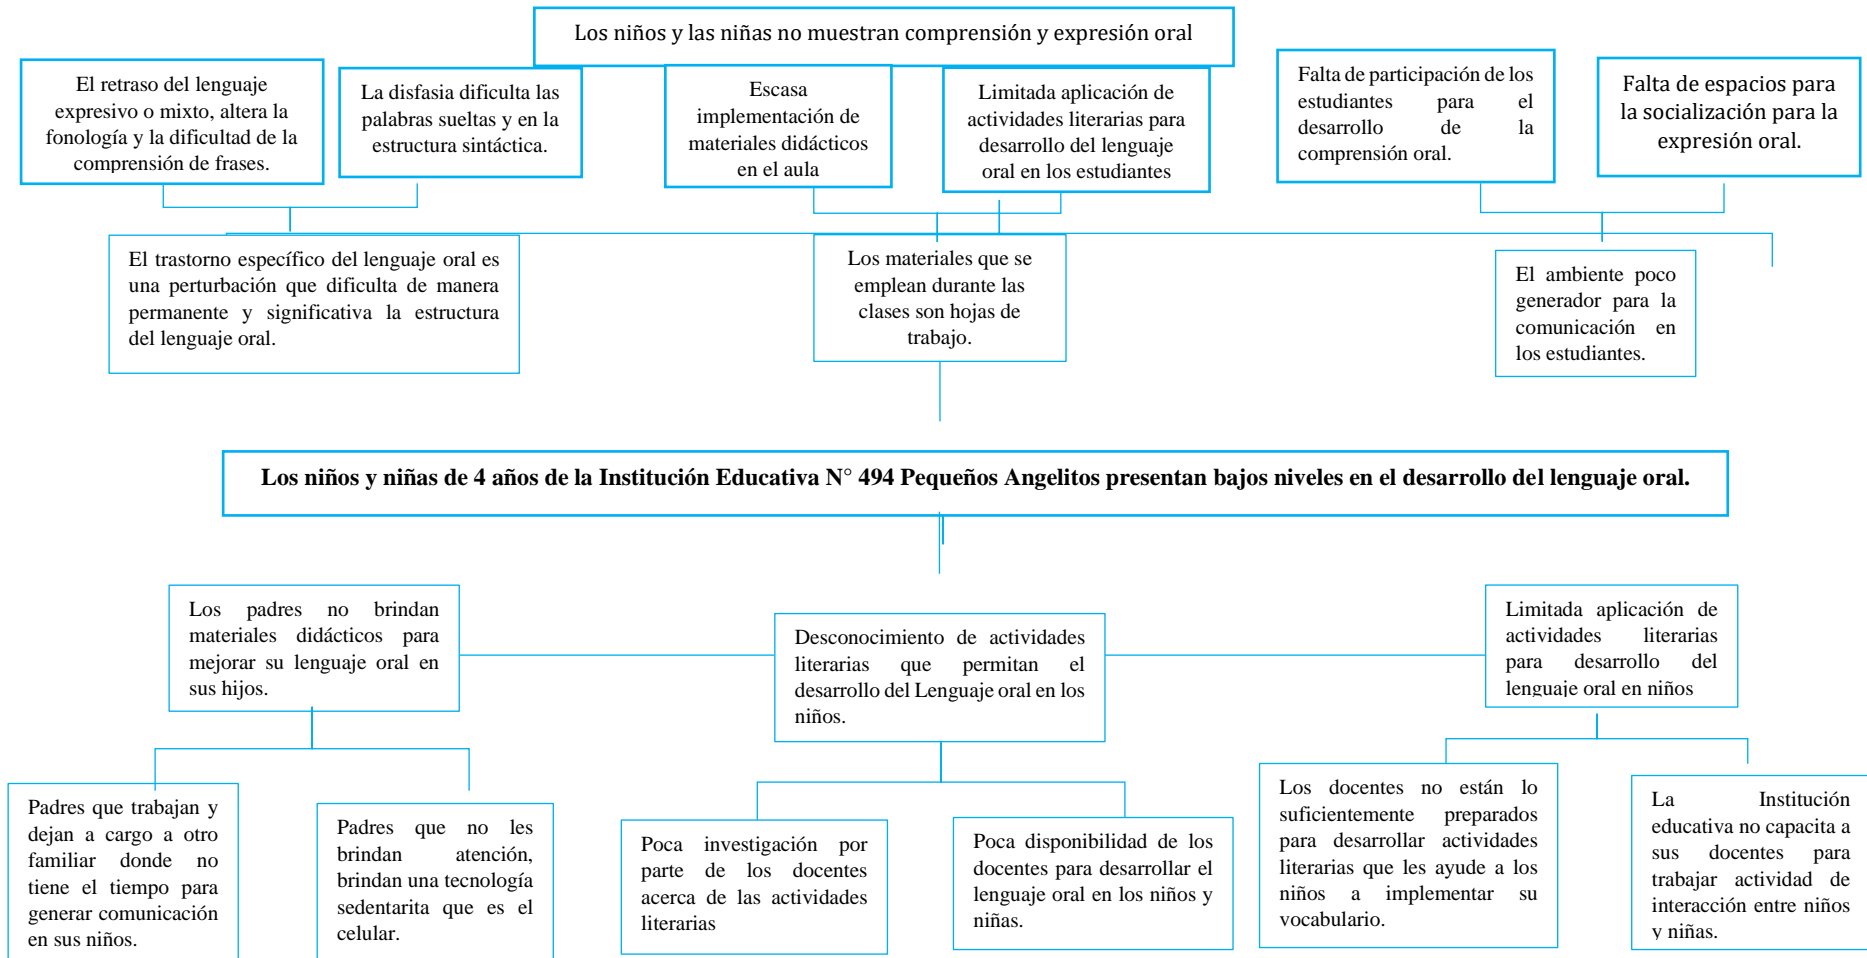 Los niños y las niñas no muestran comprensión y expresión oral
El retraso del lenguaje
expresivo o mixto, altera la
fonología y la dificultad de la
comprensión de frases.
La disfasia dificulta las
palabras sueltas y en la
estructura sintáctica.
Escasa
implementación de
materiales didácticos
en el aula
Limitada aplicación de
actividades literarias para
desarrollo del lenguaje
oral en los estudiantes
Falta de participación de los
estudiantes para el
desarrollo de la
comprensión oral.
Falta de espacios para
la socialización para la
expresión oral.
El trastorno específico del lenguaje oral es
una perturbación que dificulta de manera
permanente y significativa la estructura
del lenguaje oral.
Los materiales que se
emplean durante las
clases son hojas de
trabajo.
El ambiente poco
generador para la
comunicación en
los estudiantes.
Los niños y niñas de 4 años de la Institución Educativa N° 494 Pequeños Angelitos presentan bajos niveles en el desarrollo del lenguaje oral.
Los padres no brindan
materiales didácticos para
mejorar su lenguaje oral en
sus hijos.
Desconocimiento de actividades
literarias que permitan el
desarrollo del Lenguaje oral en los
niños.
Limitada aplicación de
actividades literarias
para desarrollo del
lenguaje oral en niños
Padres que trabajan y
dejan a cargo a otro
familiar donde no
tiene el tiempo para
generar comunicación
en sus niños.
Padres que no les
brindan atención,
brindan una tecnología
sedentarita que es el
celular.
Poca investigación por
parte de los docentes
acerca de las actividades
literarias
Poca disponibilidad de los
docentes para desarrollar el
lenguaje oral en los niños y
niñas.
Los docentes no están lo
suficientemente preparados
para desarrollar actividades
literarias que les ayude a los
niños a implementar su
vocabulario.
La Institución
educativa no capacita a
sus docentes para
trabajar actividad de
interacción entre niños
y niñas.